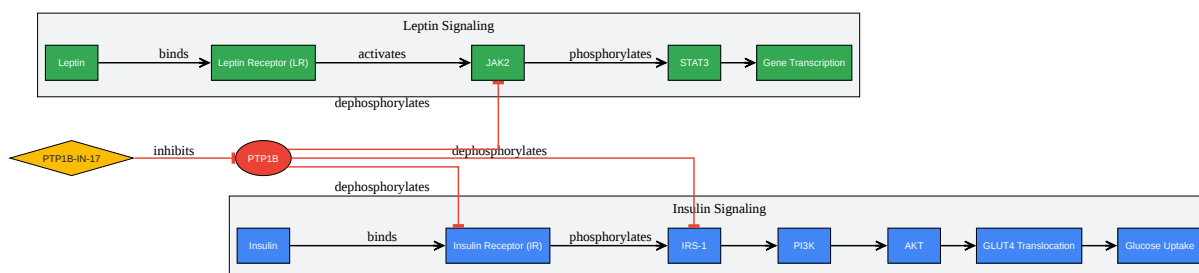 Leptin Signaling
Leptin
binds
Leptin Receptor (LR)
activates
JAK2
phosphorylates
STAT3
Gene Transcription
dephosphorylates
PTP1B-IN-17
inhibits
PTP1B
dephosphorylates
dephosphorylates
Insulin Signaling
Insulin
binds
Insulin Receptor (IR)
phosphorylates
IRS-1
PI3K
AKT
GLUT4 Translocation
Glucose Uptake